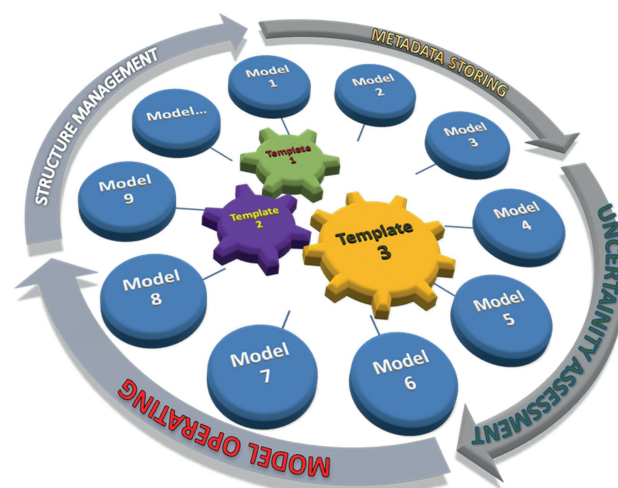 STRUCTURE MANAGEMENT
METADATA STORING
UNCERTAINITY ASSESSMENT
MODEL OPERATING
Model
1
Model
2
Model
3
Model
4
Model
5
Model
6
Model
7
Model
8
Model
9
Model...
Template
1
Template
2
Template
3